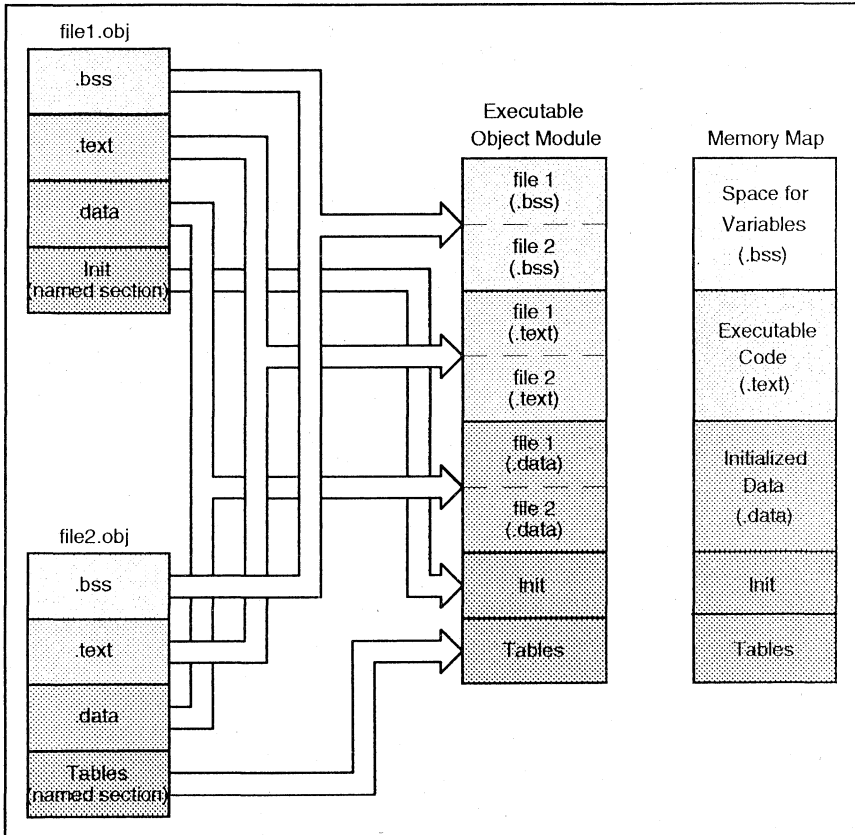 file1.obj
.bss
.text
.data
Init
(named section)
file2.obj
.bss
.text
.data
Tables
(named section)
Executable
Object Module
file 1
(.bss)
file 2
(.bss)
file 1
(.text)
file 2
(.text)
file 1
(.data)
file 2
(.data)
Init
Tables
Memory Map
Space for
Variables
(.bss)
Executable
Code
(.text)
Initialized
Data
(.data)
Init
Tables